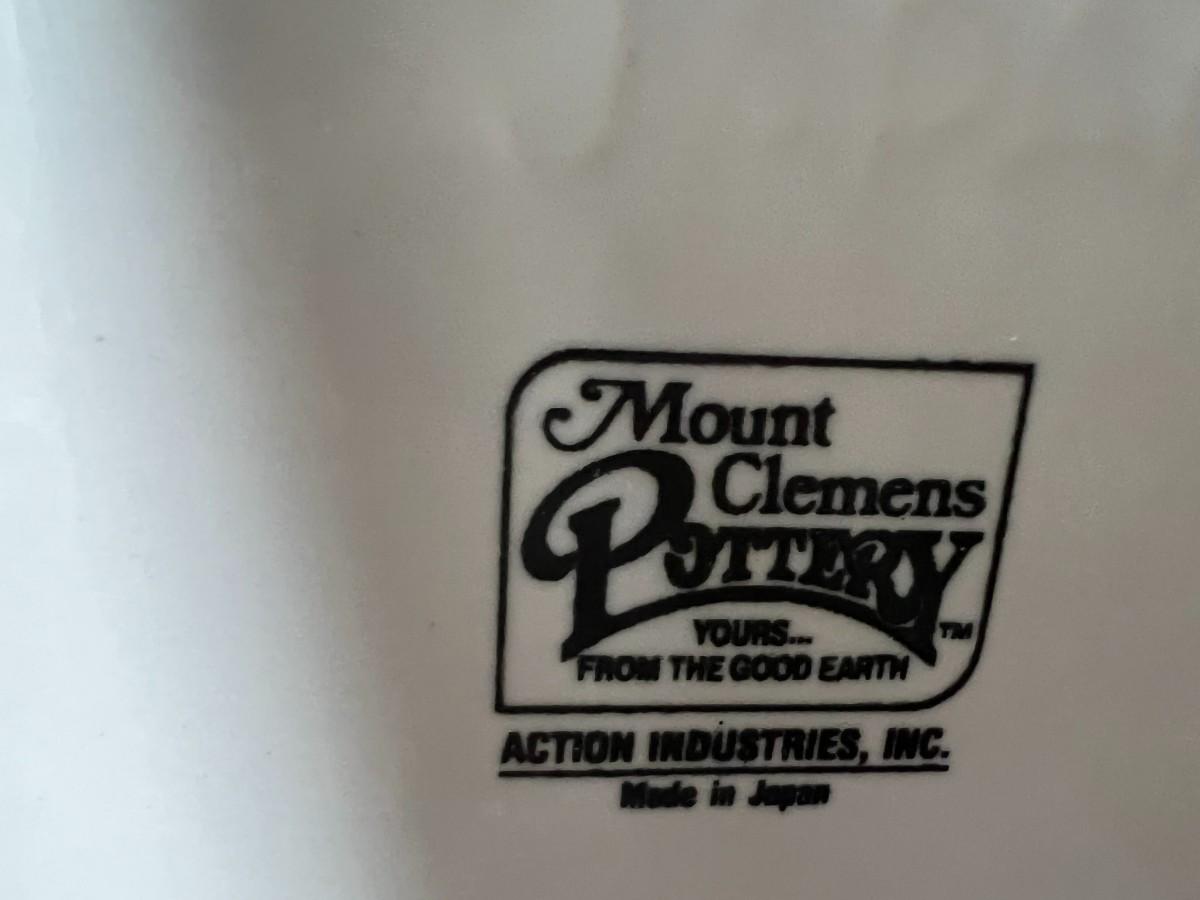 Mount
Clemens
POTTERY
YOURS...
FROM THE GOOD EARTH
TM
ACTION INDUSTRIES, INC.
Made in Japan